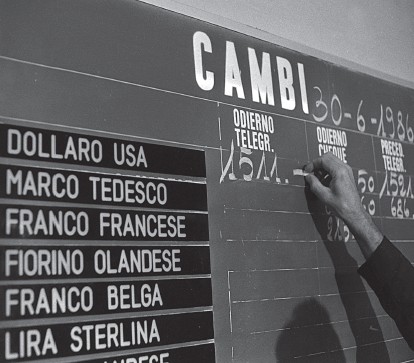 CAMBI 30-6-1986
ODIERNO TELEGR.
ODIERNO CHEQUE
PRECED. TELEGR.
DOLLARO USA 1511
MARCO TEDESCO
FRANCO FRANCESE
FIORINO OLANDESE
FRANCO BELGA
LIRA STERLINA